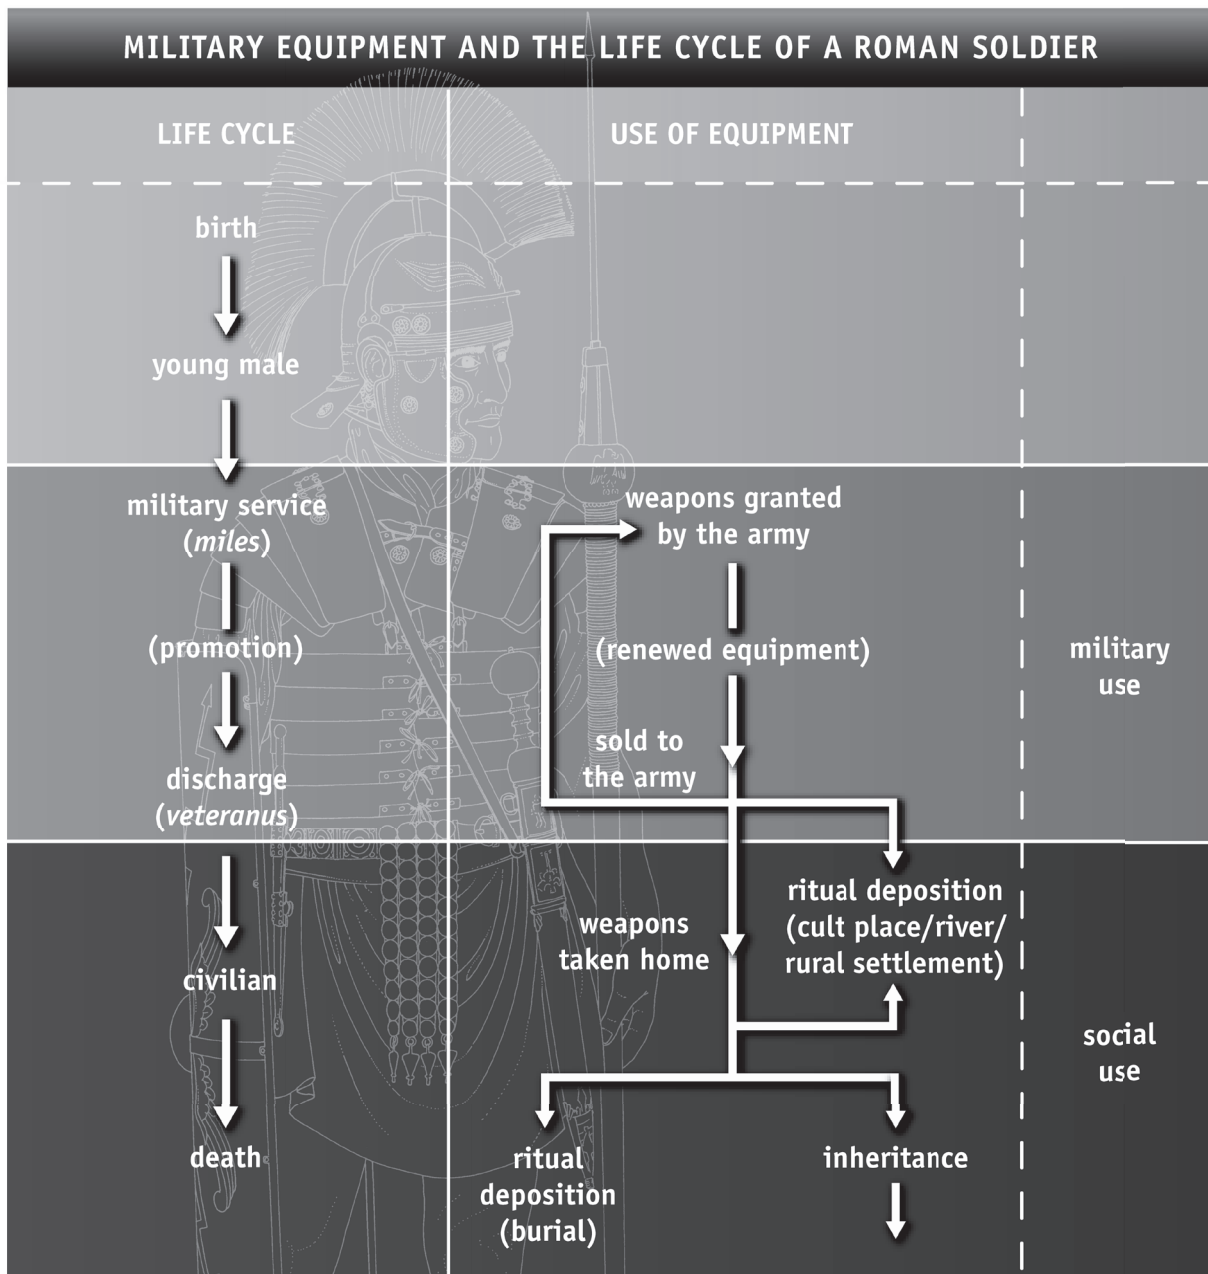 MILITARY EQUIPMENT AND THE LIFE CYCLE OF A ROMAN SOLDIER
LIFE CYCLE
USE OF EQUIPMENT
birth
young male
military service
(miles)
(promotion)
discharge
(veteranus)
civilian
death
weapons granted
by the army
(renewed equipment)
sold to
the army
weapons
taken home
ritual deposition
(cult place/river/
rural settlement)
ritual
deposition
(burial)
inheritance
military
use
social
use